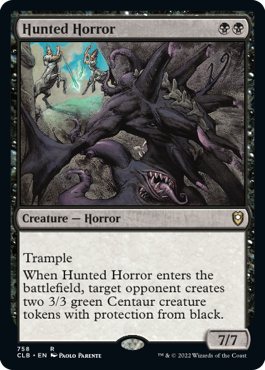 Hunted Horror
Creature — Horror
Trample
When Hunted Horror enters the
battlefield, target opponent creates
two 3/3 green Centaur creature
tokens with protection from black.
7/7
758 R
CLB • EN Paolo Parente
™ & © 2022 Wizards of the Coast